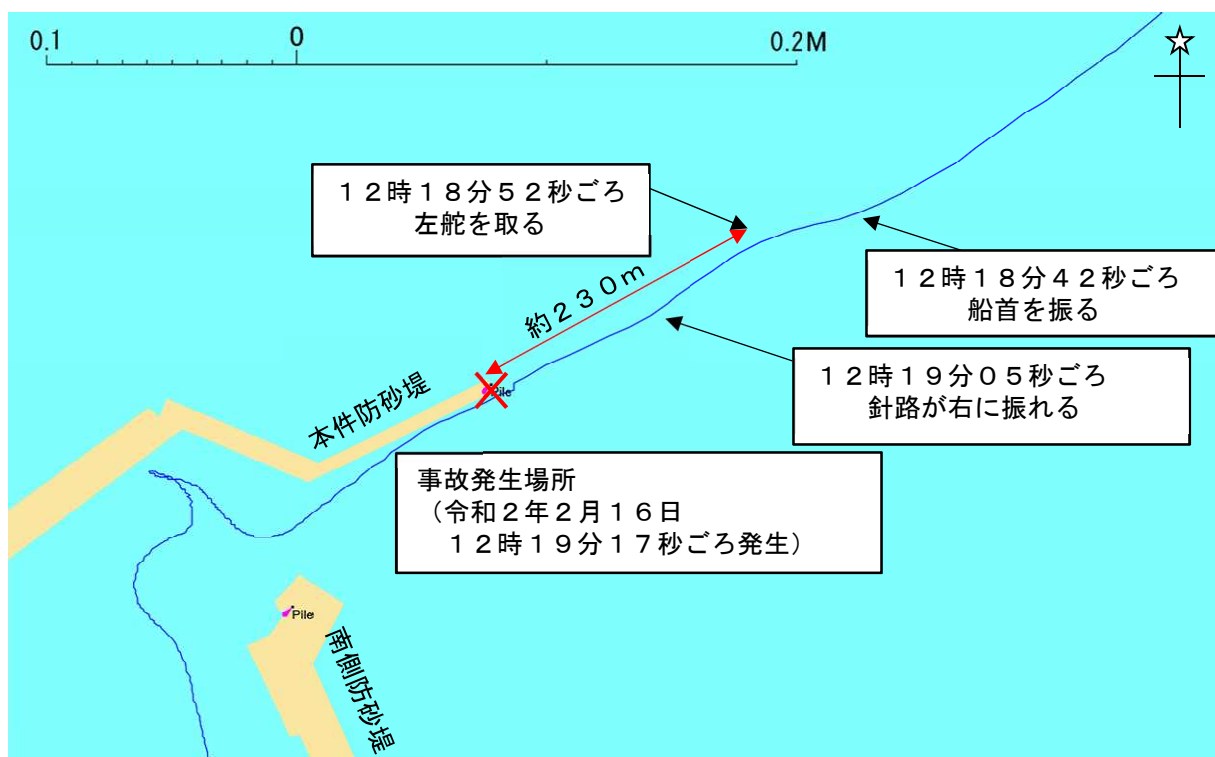 0.1
0
0.2M
１２時１８分５２秒ごろ
左舵を取る
１２時１８分４２秒ごろ
船首を振る
約２３０ｍ
１２時１９分０５秒ごろ
針路が右に振れる
Pile
本件防砂堤
事故発生場所
（令和２年２月１６日
１２時１９分１７秒ごろ発生）
Pile
南側防砂堤